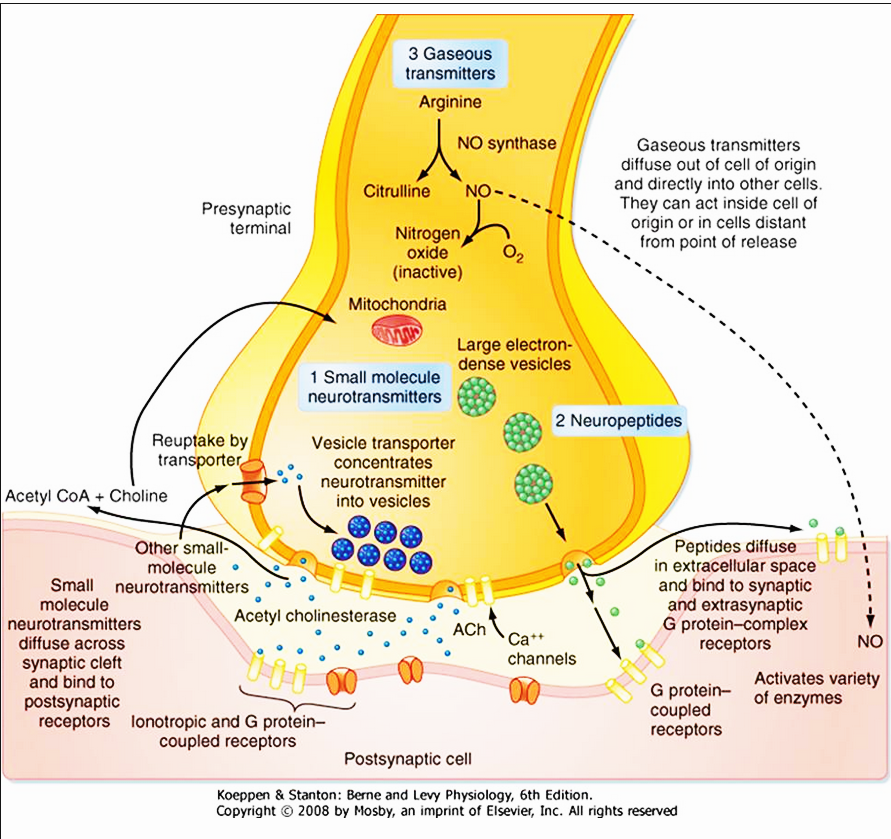 3 Gaseous
transmitters
Arginine
NO synthase
Citrulline
NO
Nitrogen
oxide
(inactive)
O2
Gaseous transmitters
diffuse out of cell of origin
and directly into other cells.
They can act inside cell of
origin or in cells distant
from point of release
Presynaptic
terminal
Mitochondria
Large electron-
dense vesicles
1 Small molecule
neurotransmitters
2 Neuropeptides
Reuptake by
transporter
Vesicle transporter
concentrates
neurotransmitter
into vesicles
Acetyl CoA + Choline
Other small-
molecule
neurotransmitters
Small
molecule
neurotransmitters
diffuse across
synaptic cleft
and bind to
postsynaptic
receptors
Acetyl cholinesterase
ACh
Ca++
channels
Peptides diffuse
in extracellular space
and bind to synaptic
and extrasynaptic
G protein–complex
receptors
NO
Activates variety
of enzymes
G protein–
coupled
receptors
Ionotropic and G protein–
coupled receptors
Postsynaptic cell
Koeppen & Stanton: Berne and Levy Physiology, 6th Edition.
Copyright © 2008 by Mosby, an imprint of Elsevier, Inc. All rights reserved